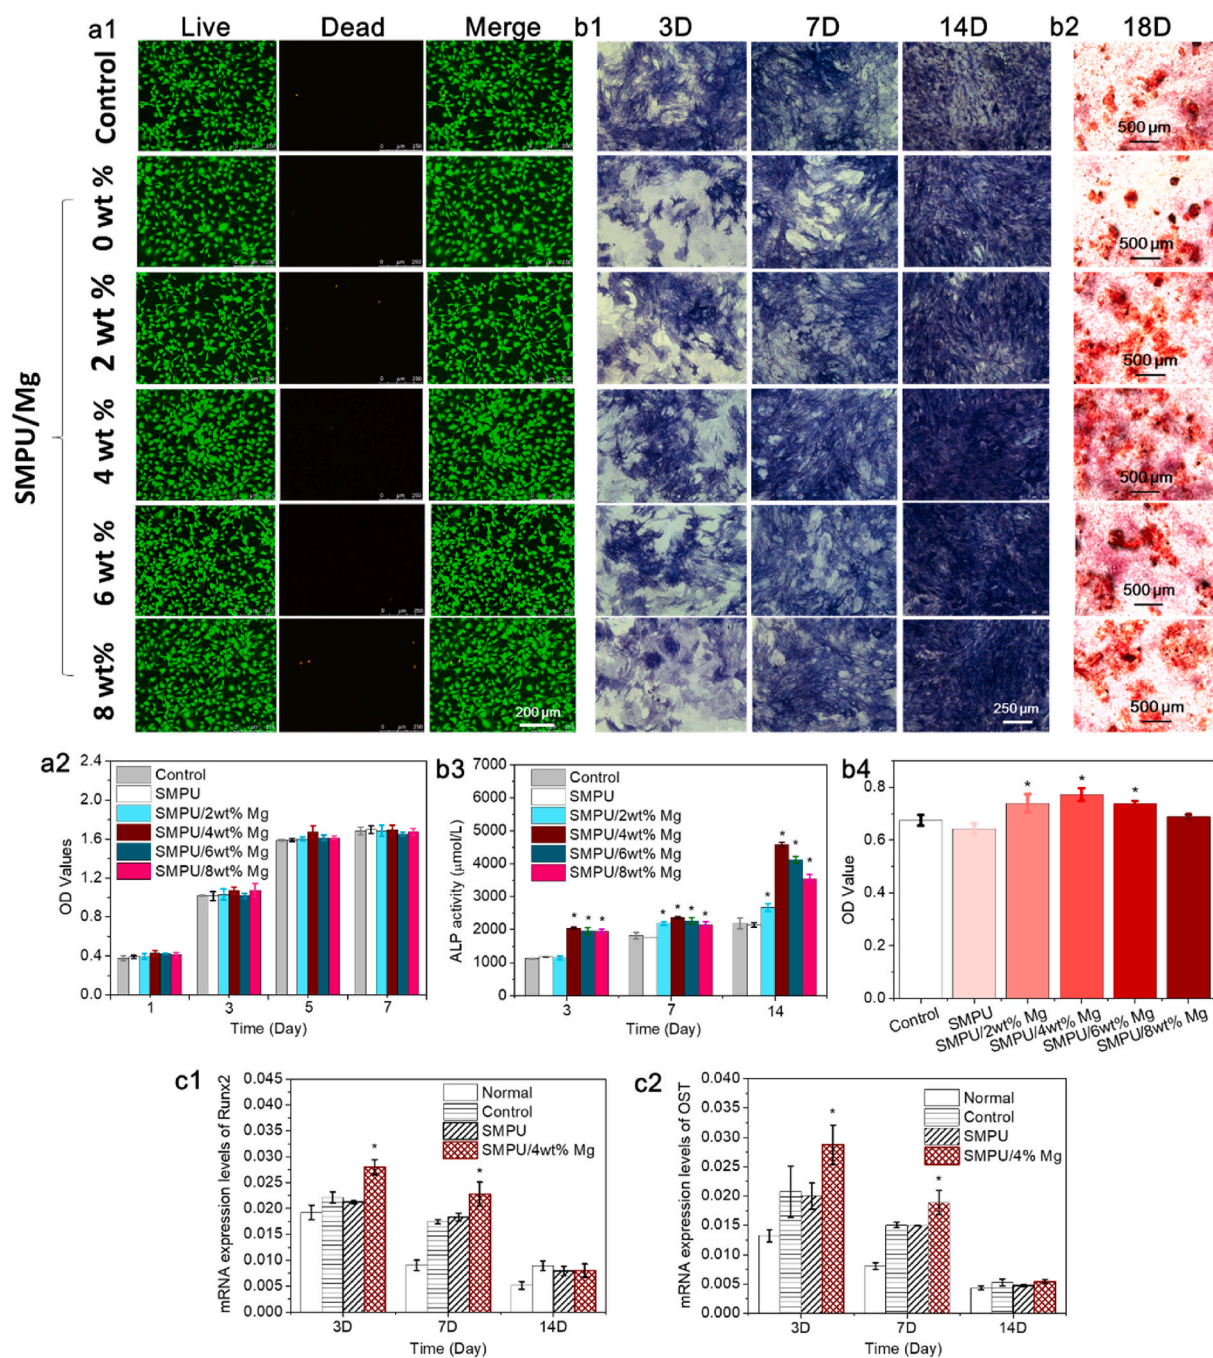 a1 Live Dead Merge b1 3D 7D 14D b2 18D
Control
500 µm
SMPU/Mg
0 wt %
500 µm
2 wt %
500 µm
4 wt %
500 µm
6 wt %
500 µm
8 wt%
200 µm
250 µm
500 µm
a2
2.4
2.0
1.6
1.2
0.8
0.4
0.0
OD Values
Control
SMPU
SMPU/2wt% Mg
SMPU/4wt% Mg
SMPU/6wt% Mg
SMPU/8wt% Mg
1 3 5 7
Time (Day)
b3
7000
6000
5000
4000
3000
2000
1000
0
ALP activity (µmol/L)
Control
SMPU
SMPU/2wt% Mg
SMPU/4wt% Mg
SMPU/6wt% Mg
SMPU/8wt% Mg
* * *
* * * *
* * * *
3 7 14
Time (Day)
b4
0.8
0.6
0.4
0.2
0.0
OD Value
* * *
Control
SMPU
SMPU/2wt% Mg
SMPU/4wt% Mg
SMPU/6wt% Mg
SMPU/8wt% Mg
c1
0.045
0.040
0.035
0.030
0.025
0.020
0.015
0.010
0.005
0.000
mRNA expression levels of Runx2
Normal
Control
SMPU
SMPU/4wt% Mg
* *
3D 7D 14D
Time (Day)
c2
0.040
0.035
0.030
0.025
0.020
0.015
0.010
0.005
0.000
mRNA expression levels of OST
Normal
Control
SMPU
SMPU/4% Mg
* *
3D 7D 14D
Time (Day)